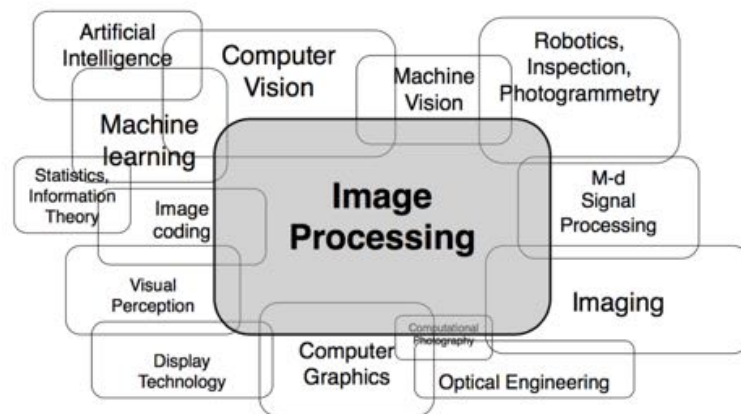 Artificial
Intelligence
Computer
Vision
Machine
Vision
Robotics,
Inspection,
Photogrammetry
Machine
learning
Statistics,
Information
Theory
Image
coding
Image
Processing
M-d
Signal
Processing
Visual
Perception
Imaging
Computational
Photography
Display
Technology
Computer
Graphics
Optical Engineering